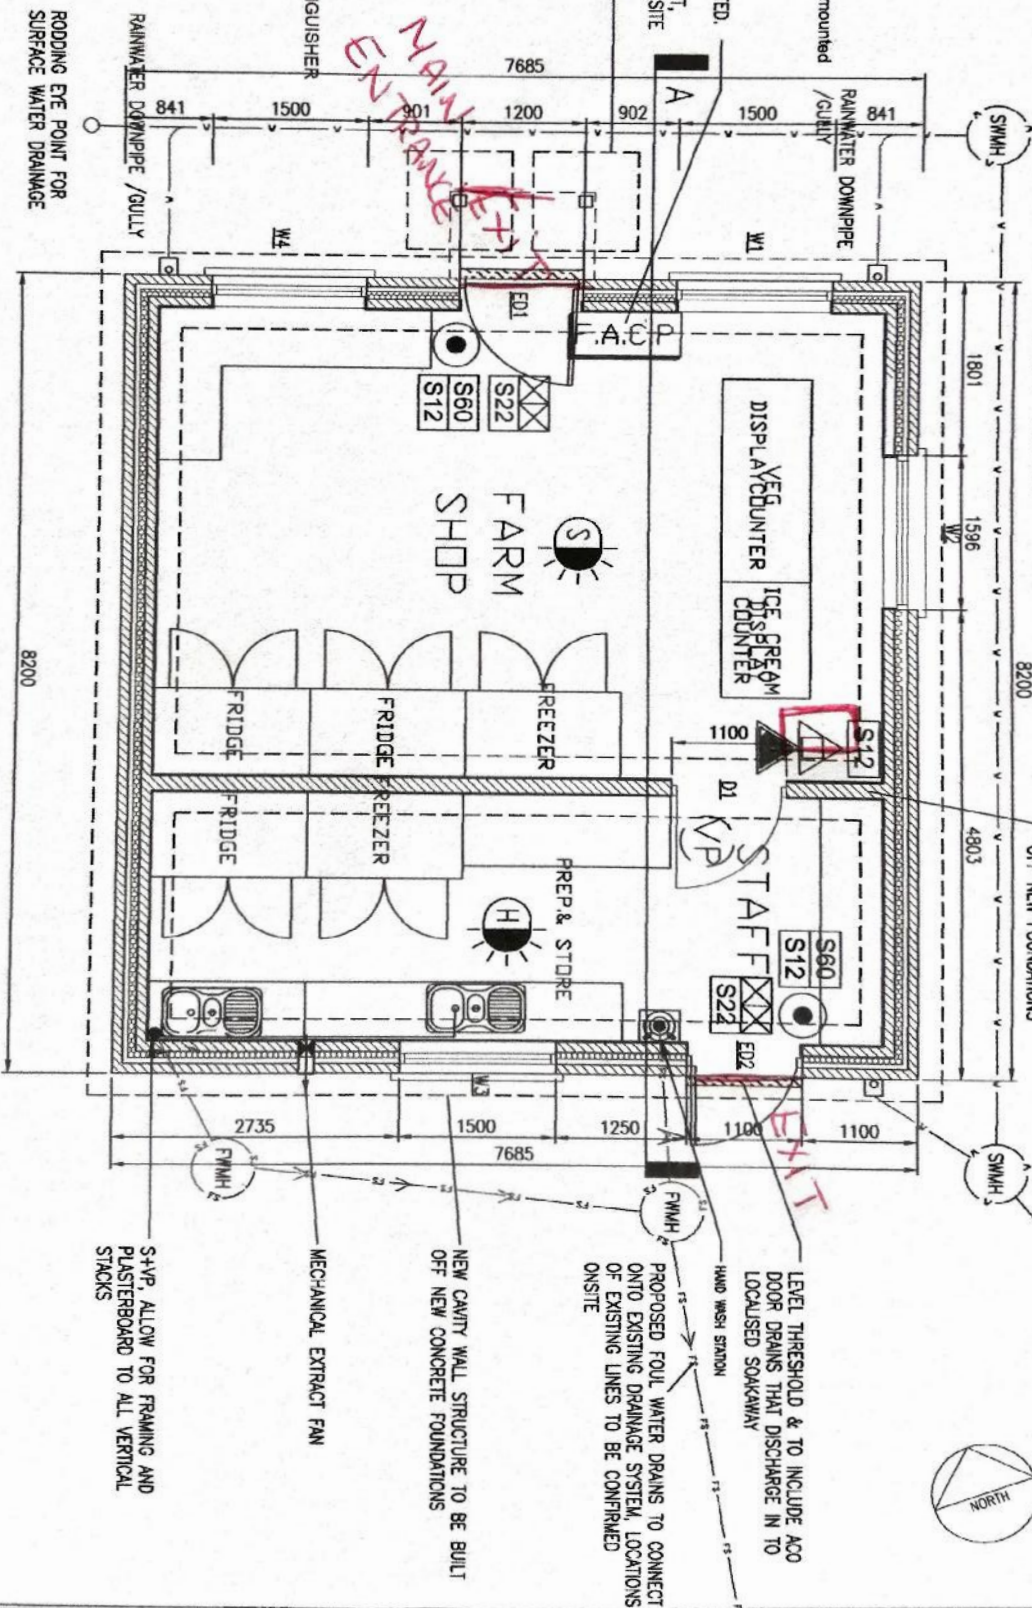 TED.
T,
SITE
mounted
RAINWATER DOWNPIPE
/GULLY
SWMH
7685
841
1500
902
1200
901
1500
841
A
MAIN
ENTRANCE
EXIT
GUISHER
RAINWATER DOWNPIPE /GULLY
RODDING EYE POINT FOR
SURFACE WATER DRAINAGE
W4
W1
ED1
F.A.C.P
S22
S60
S12
1801
1596
W2
4803
8200
VEG
DISPLAY COUNTER
ICE CREAM
DISPLAY
COUNTER
FARM
SHOP
S
FREEZER
FRIDGE
FRIDGE
1100
S12
D1
OFF NEW FOUNDATIONS
FREEZER
FRIDGE
(VP)
STAFF
PREP.& STORE
H
S60
S12
S22
ED2
W3
8200
EXIT
2735
1500
1250
1100
1100
7685
SWMH
FWMH
FWMH
LEVEL THRESHOLD & TO INCLUDE ACO
DOOR DRAINS THAT DISCHARGE IN TO
LOCALISED SOAKAWAY
HAND WASH STATION
PROPOSED FOUL WATER DRAINS TO CONNECT
ONTO EXISTING DRAINAGE SYSTEM, LOCATIONS
OF EXISTING LINES TO BE CONFIRMED
ONSITE
NEW CAVITY WALL STRUCTURE TO BE BUILT
OFF NEW CONCRETE FOUNDATIONS
MECHANICAL EXTRACT FAN
S+VP, ALLOW FOR FRAMING AND
PLASTERBOARD TO ALL VERTICAL
STACKS
NORTH